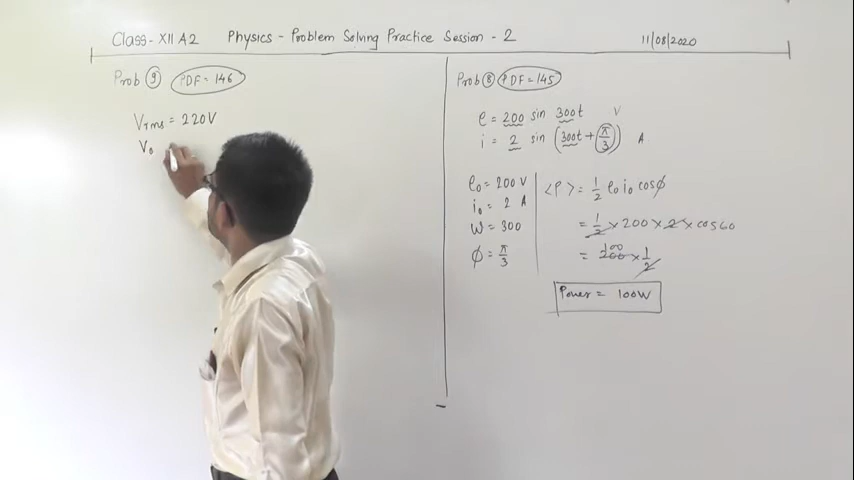 Class- XII A2 Physics - Problem Solving Practice Session - 2 11/08/2020
Prob 9 PDF = 146
Vrms = 220V
V₀
Prob 8 PDF = 145
e = 200 sin 300t V
i = 2 sin (300t + π/3) A
e₀ = 200 V
i₀ = 2 A
W = 300
ϕ = π/3
<P> = 1/2 e₀ i₀ cosϕ
= 1/2 × 200 × 2 × cos60
= 100 200 × 1/2
Power = 100W